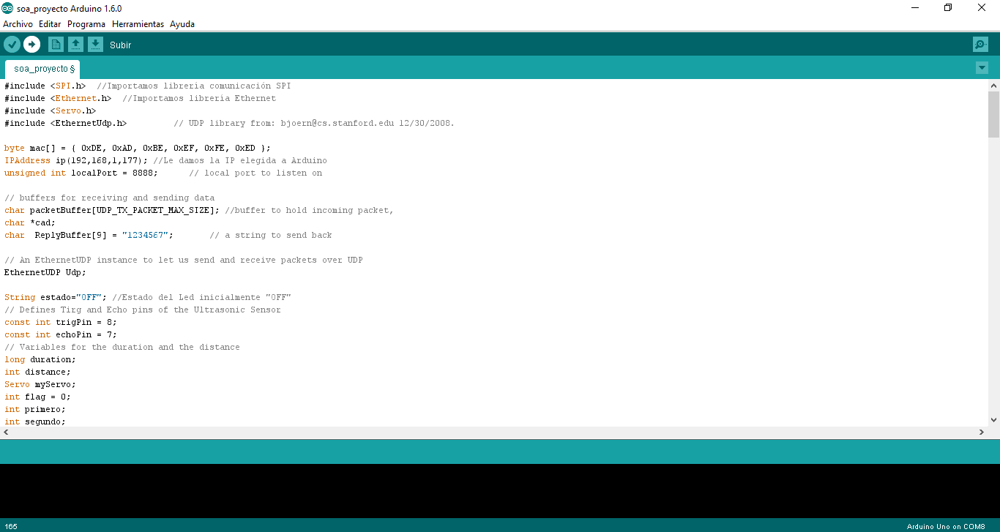 soa_proyecto Arduino 1.6.0
Archivo Editar Programa Herramientas Ayuda
Subir
soa_proyecto §
#include <SPI.h>  //Importamos librería comunicación SPI
#include <Ethernet.h>  //Importamos librería Ethernet
#include <Servo.h>
#include <EthernetUdp.h>         // UDP library from: bjoern@cs.stanford.edu 12/30/2008.
byte mac[] = { 0xDE, 0xAD, 0xBE, 0xEF, 0xFE, 0xED };
IPAddress ip(192,168,1,177); //Le damos la IP elegida a Arduino
unsigned int localPort = 8888;      // local port to listen on
// buffers for receiving and sending data
char packetBuffer[UDP_TX_PACKET_MAX_SIZE]; //buffer to hold incoming packet,
char *cad;
char  ReplyBuffer[9] = "1234567";       // a string to send back
// An EthernetUDP instance to let us send and receive packets over UDP
EthernetUDP Udp;
String estado="OFF"; //Estado del Led inicialmente "OFF"
// Defines Tirg and Echo pins of the Ultrasonic Sensor
const int trigPin = 8;
const int echoPin = 7;
// Variables for the duration and the distance
long duration;
int distance;
Servo myServo;
int flag = 0;
int primero;
int segundo;
165
Arduino Uno on COM8